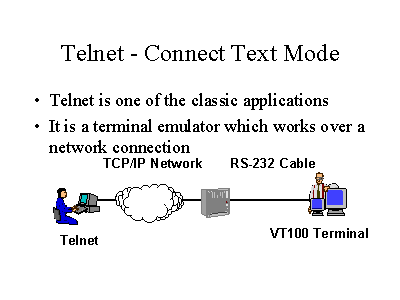 Telnet - Connect Text Mode
• Telnet is one of the classic applications
• It is a terminal emulator which works over a
network connection
TCP/IP Network RS-232 Cable
Telnet
VT100 Terminal